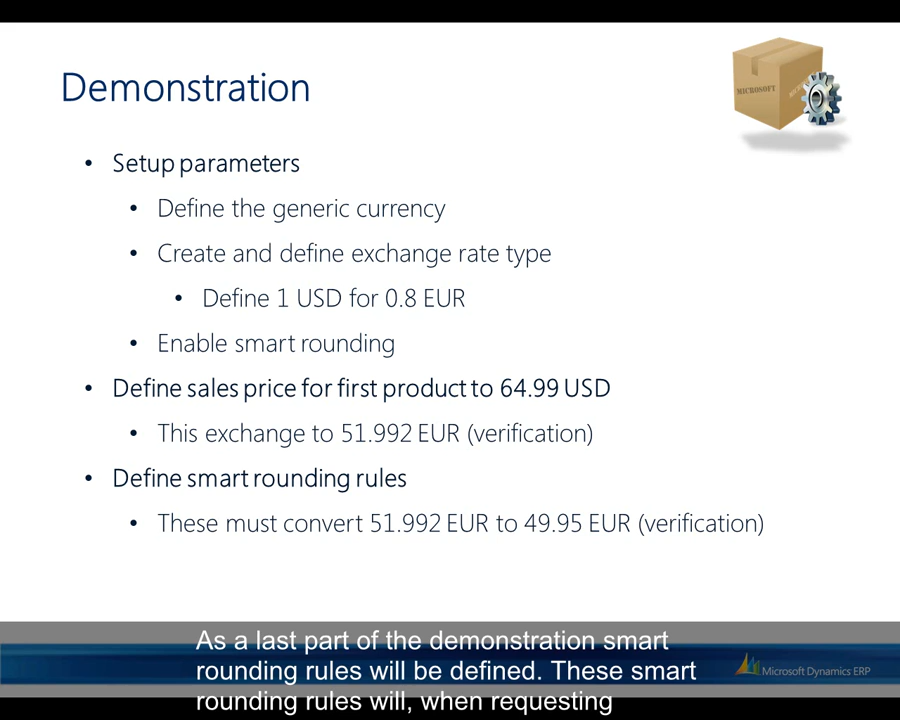 MICROSOFT
Demonstration
• Setup parameters
• Define the generic currency
• Create and define exchange rate type
• Define 1 USD for 0.8 EUR
• Enable smart rounding
• Define sales price for first product to 64.99 USD
• This exchange to 51.992 EUR (verification)
• Define smart rounding rules
• These must convert 51.992 EUR to 49.95 EUR (verification)
As a last part of the demonstration smart
rounding rules will be defined. These smart
rounding rules will, when requesting
Microsoft Dynamics ERP